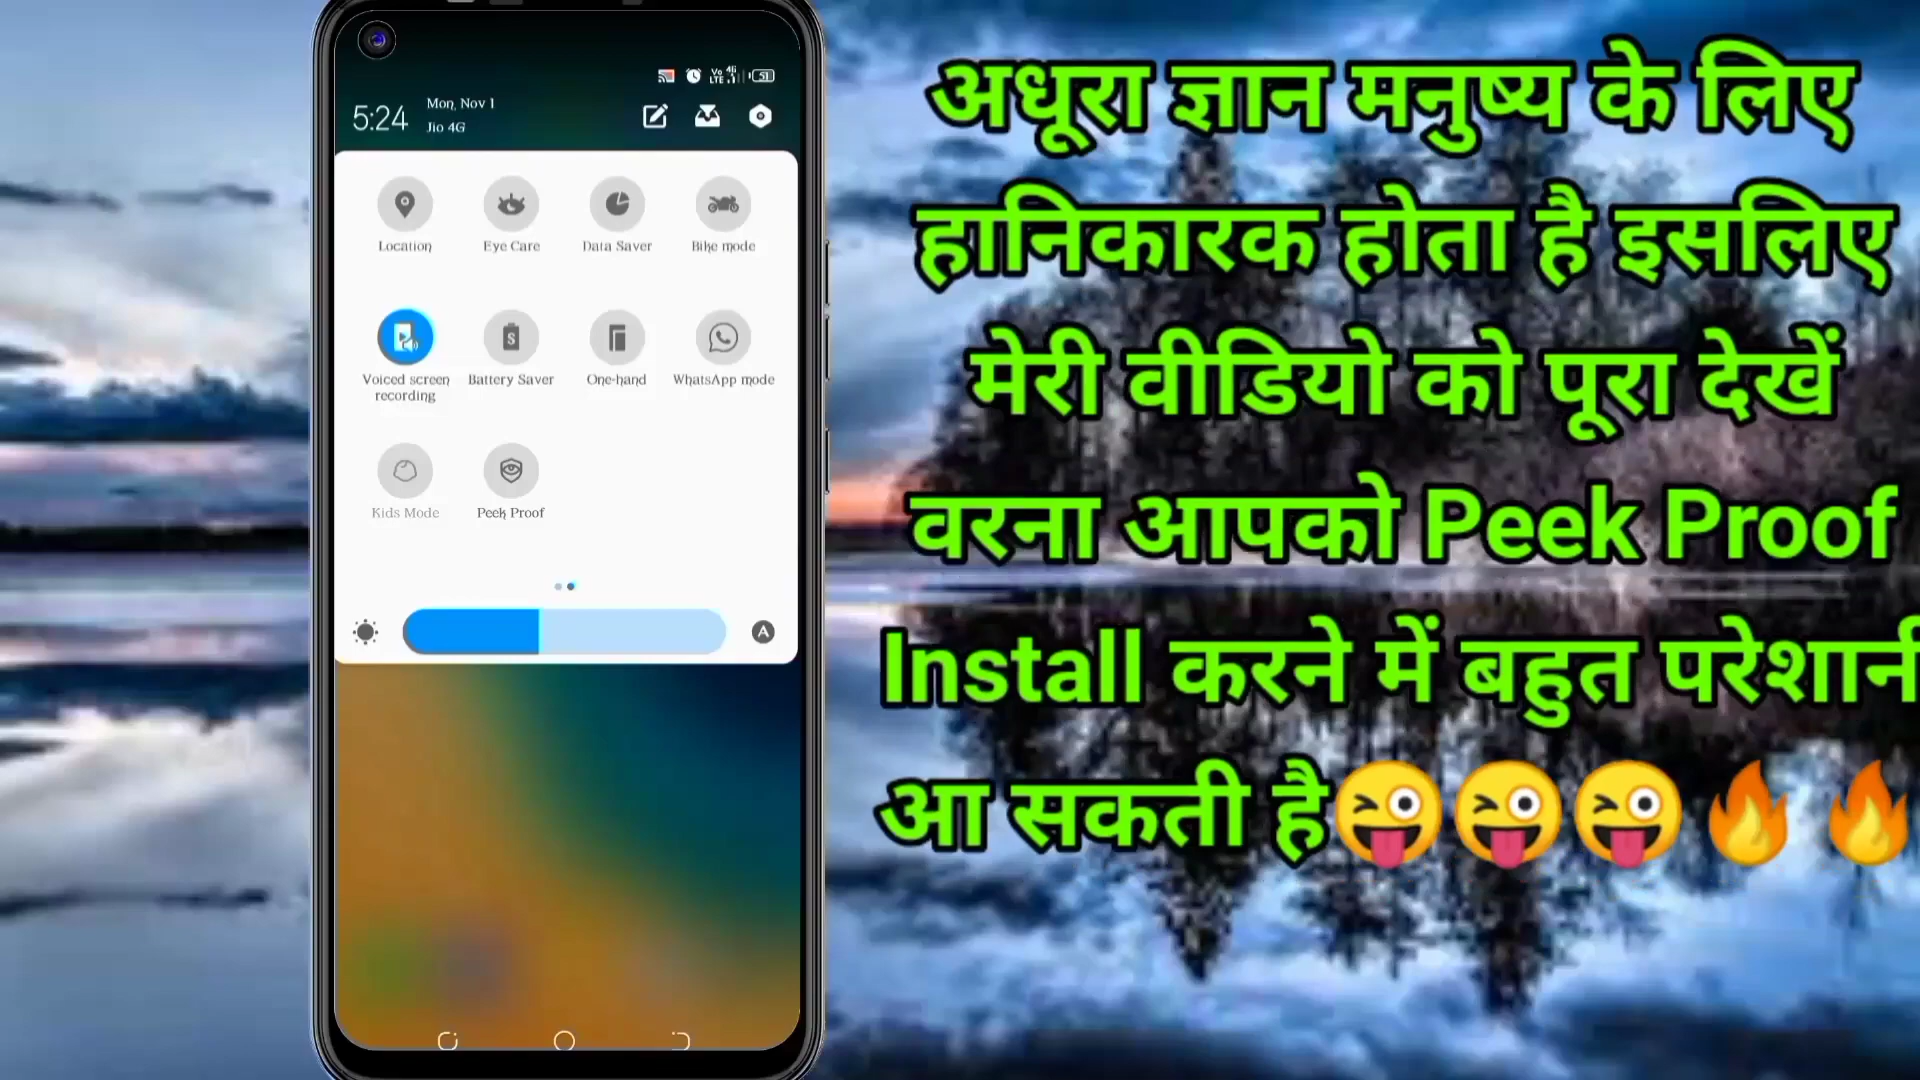 51
5:24
Mon, Nov 1
Jio 4G
Location
Eye Care
Data Saver
Bike mode
Voiced screen
recording
Battery Saver
One-hand
WhatsApp mode
Kids Mode
Peek Proof
A
अधूरा ज्ञान मनुष्य के लिए
हानिकारक होता है इसलिए
मेरी वीडियो को पूरा देखें
वरना आपको Peek Proof
Install करने में बहुत परेशानी
आ सकती है😜😜😜🔥🔥